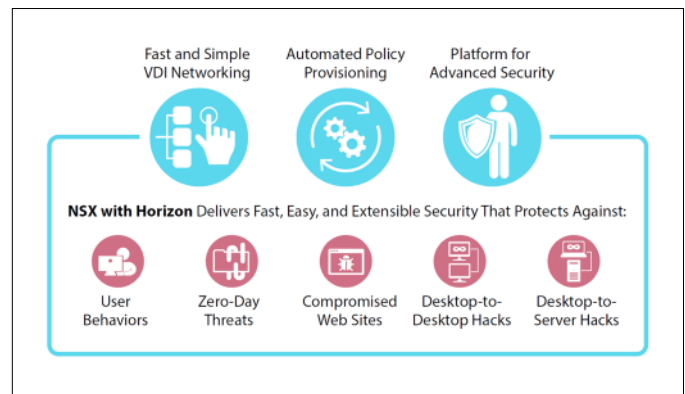 Fast and Simple
VDI Networking
Automated Policy
Provisioning
Platform for
Advanced Security
NSX with Horizon Delivers Fast, Easy, and Extensible Security That Protects Against:
User
Behaviors
Zero-Day
Threats
Compromised
Web Sites
Desktop-to-
Desktop Hacks
Desktop-to-
Server Hacks